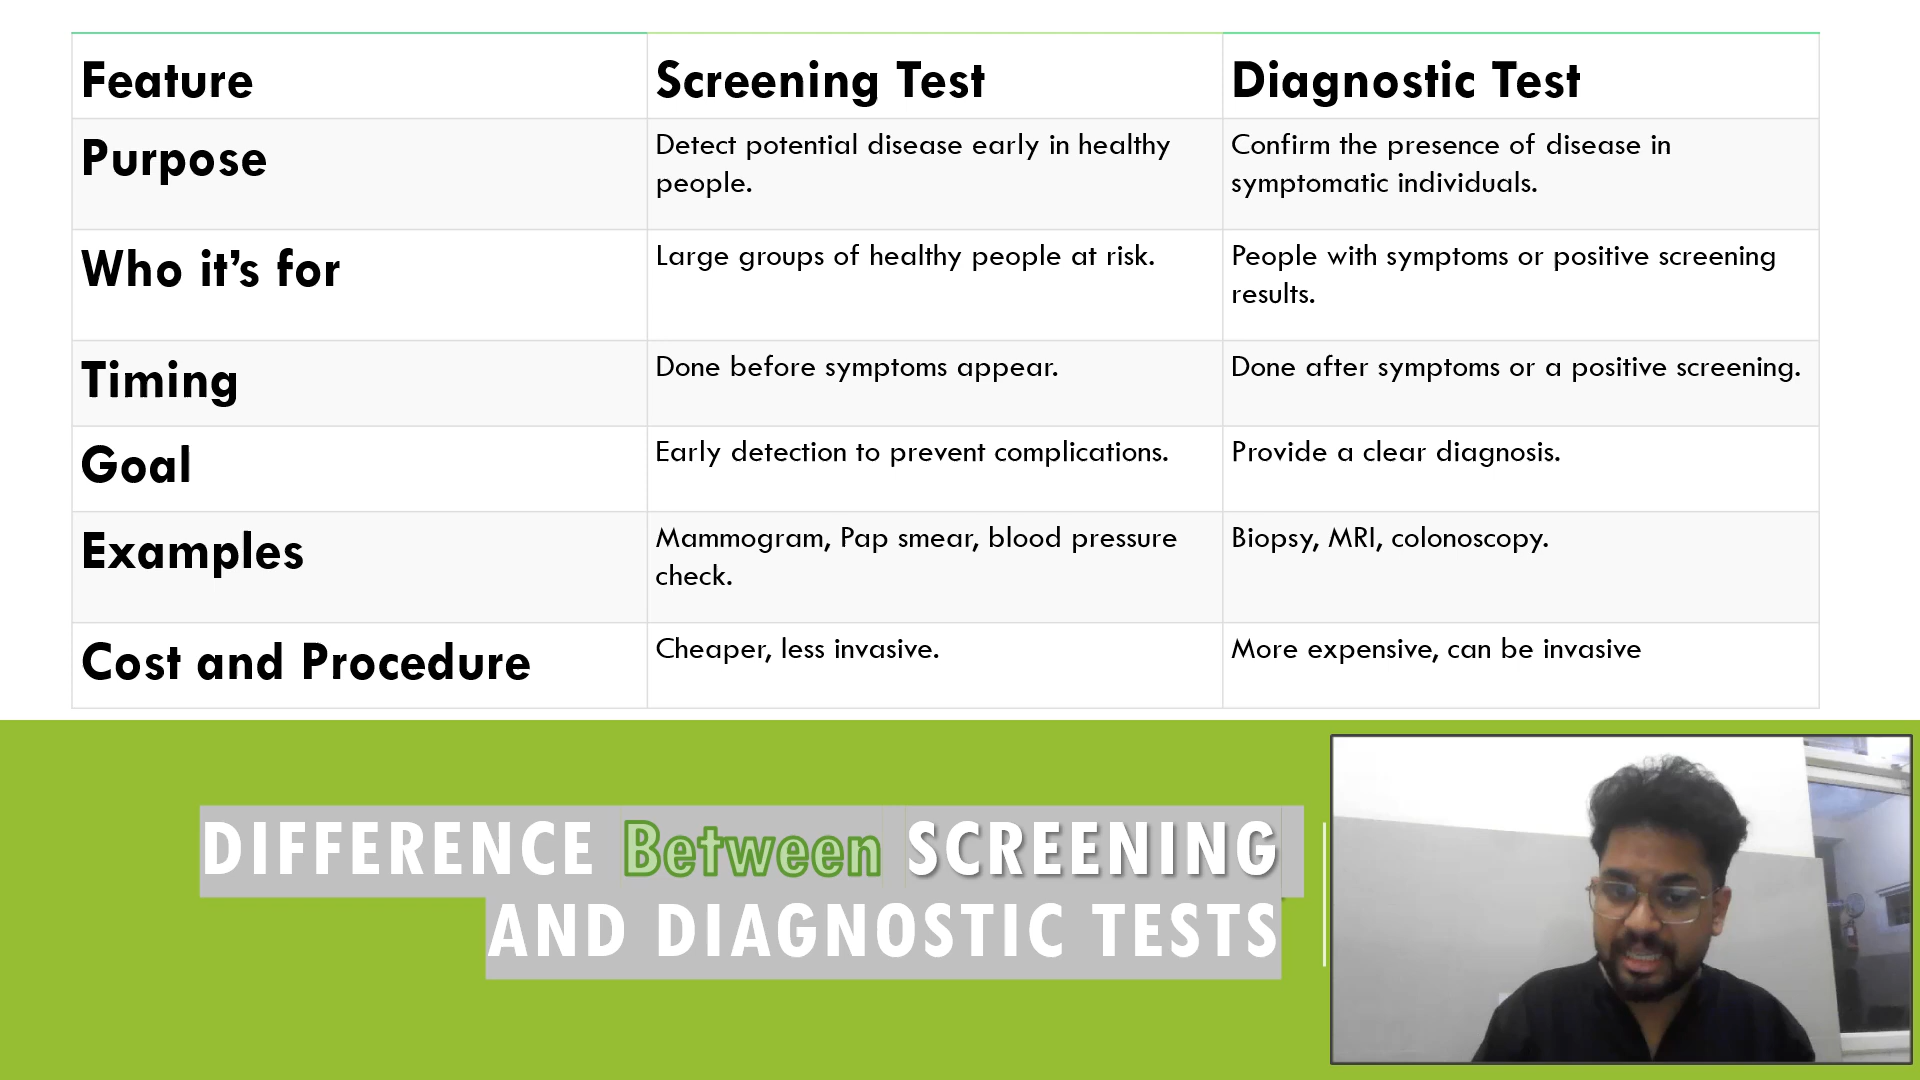 Feature
Screening Test
Diagnostic Test
Purpose
Detect potential disease early in healthy
people.
Confirm the presence of disease in
symptomatic individuals.
Who it’s for
Large groups of healthy people at risk.
People with symptoms or positive screening
results.
Timing
Done before symptoms appear.
Done after symptoms or a positive screening.
Goal
Early detection to prevent complications.
Provide a clear diagnosis.
Examples
Mammogram, Pap smear, blood pressure
check.
Biopsy, MRI, colonoscopy.
Cost and Procedure
Cheaper, less invasive.
More expensive, can be invasive
DIFFERENCE Between SCREENING
AND DIAGNOSTIC TESTS